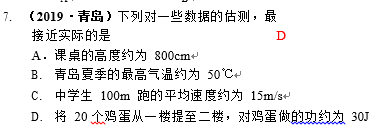 7. （2019·青岛）下列对一些数据的估测，最
接近实际的是 D
A．课桌的高度约为 800cm↵
B．青岛夏季的最高气温约为 50℃↵
C．中学生 100m 跑的平均速度约为 15m/s↵
D．将 20 个鸡蛋从一楼提至二楼，对鸡蛋做的功约为 30J